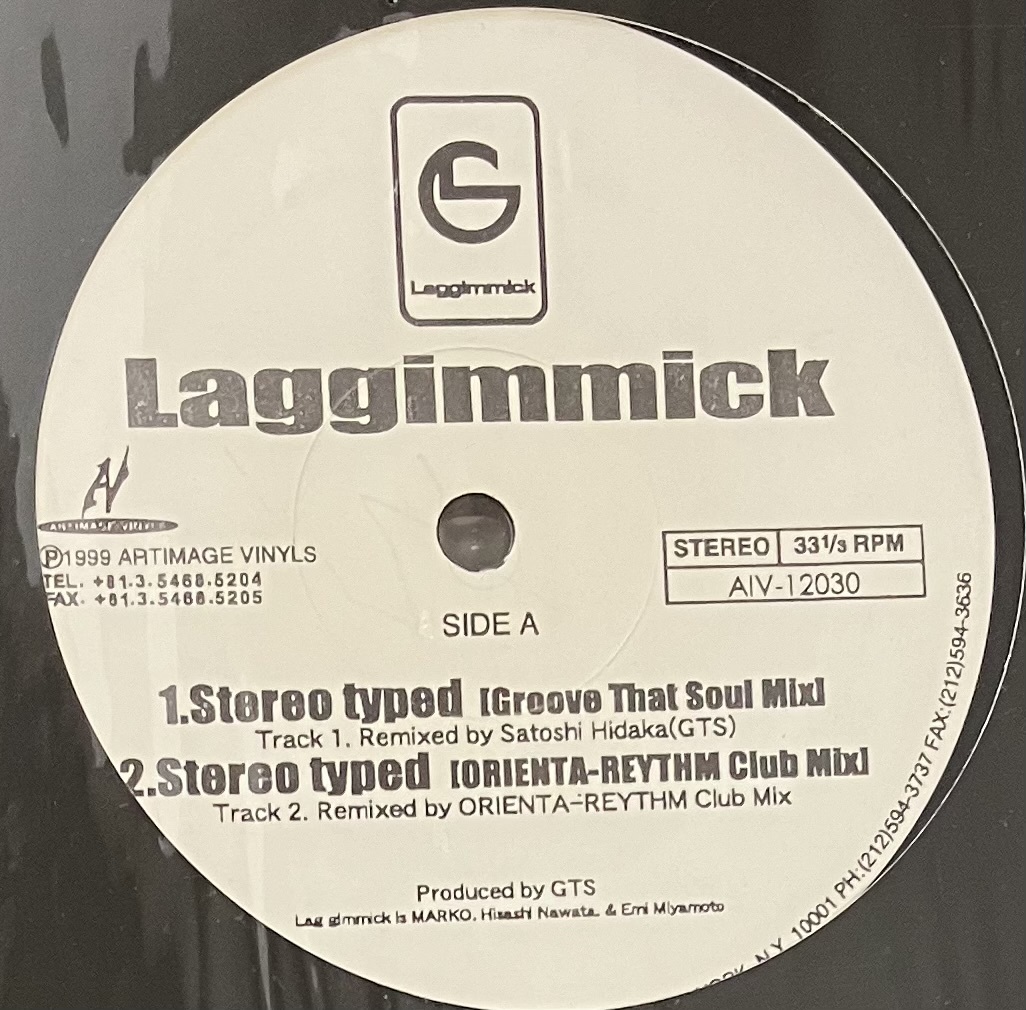 Laggimmick
Laggimmick
ARTIMAGE VINYLS
Ⓟ1999 ARTIMAGE VINYLS
TEL. +81.3.5468.5204
FAX. +81.3.5468.5205
STEREO 33 1/3 RPM
AIV-12030
SIDE A
1.Stereo typed [Groove That Soul Mix]
Track 1. Remixed by Satoshi Hidaka(GTS)
2.Stereo typed [ORIENTA-REYTHM Club Mix]
Track 2. Remixed by ORIENTA-REYTHM Club Mix
Produced by GTS
Lag gimmick is MARKO, Hisashi Nawata. & Emi Miyamoto
N.Y. 10001 PH:(212)594-3737 FAX:(212)594-3636